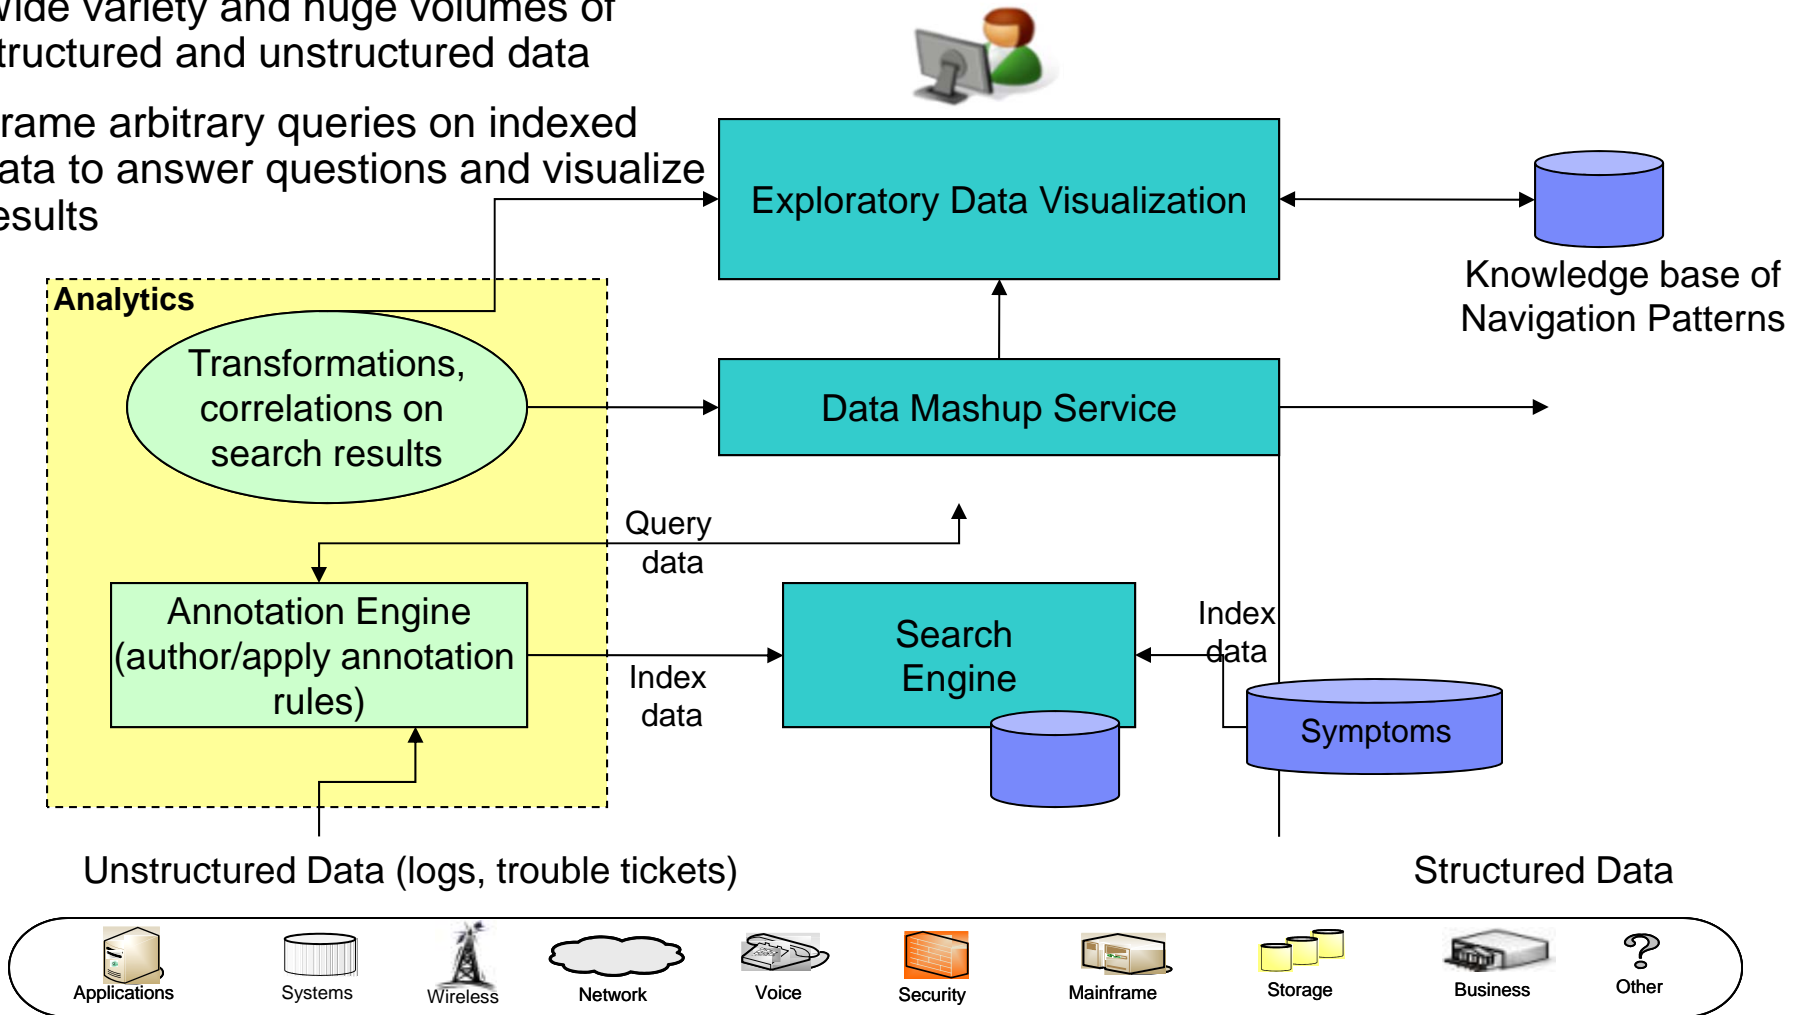 wide variety and huge volumes of
structured and unstructured data
rame arbitrary queries on indexed
ata to answer questions and visualize
esults
Exploratory Data Visualization
Knowledge base of
Navigation Patterns
Analytics
Transformations,
correlations on
search results
Data Mashup Service
Query
data
Annotation Engine
(author/apply annotation
rules)
Index
data
Search
Engine
Index
data
Symptoms
Unstructured Data (logs, trouble tickets)
Structured Data
Applications
Systems
Wireless
Network
Voice
Security
Mainframe
Storage
Business
Other